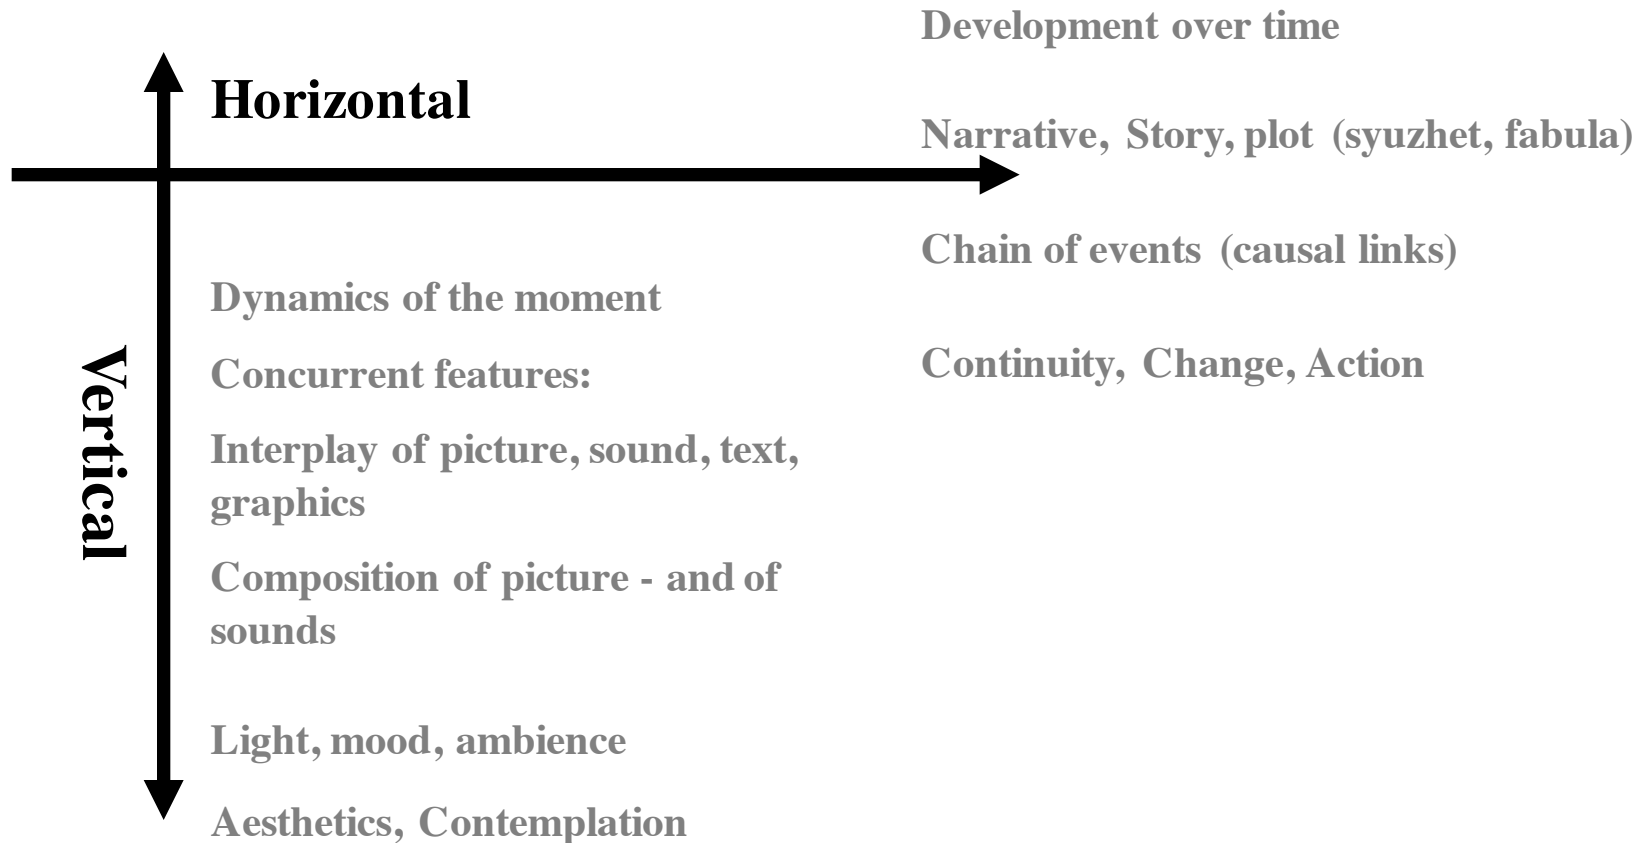 Horizontal
Development over time
Narrative, Story, plot (syuzhet, fabula)
Chain of events (causal links)
Continuity, Change, Action
Vertical
Dynamics of the moment
Concurrent features:
Interplay of picture, sound, text,
graphics
Composition of picture - and of
sounds
Light, mood, ambience
Aesthetics, Contemplation